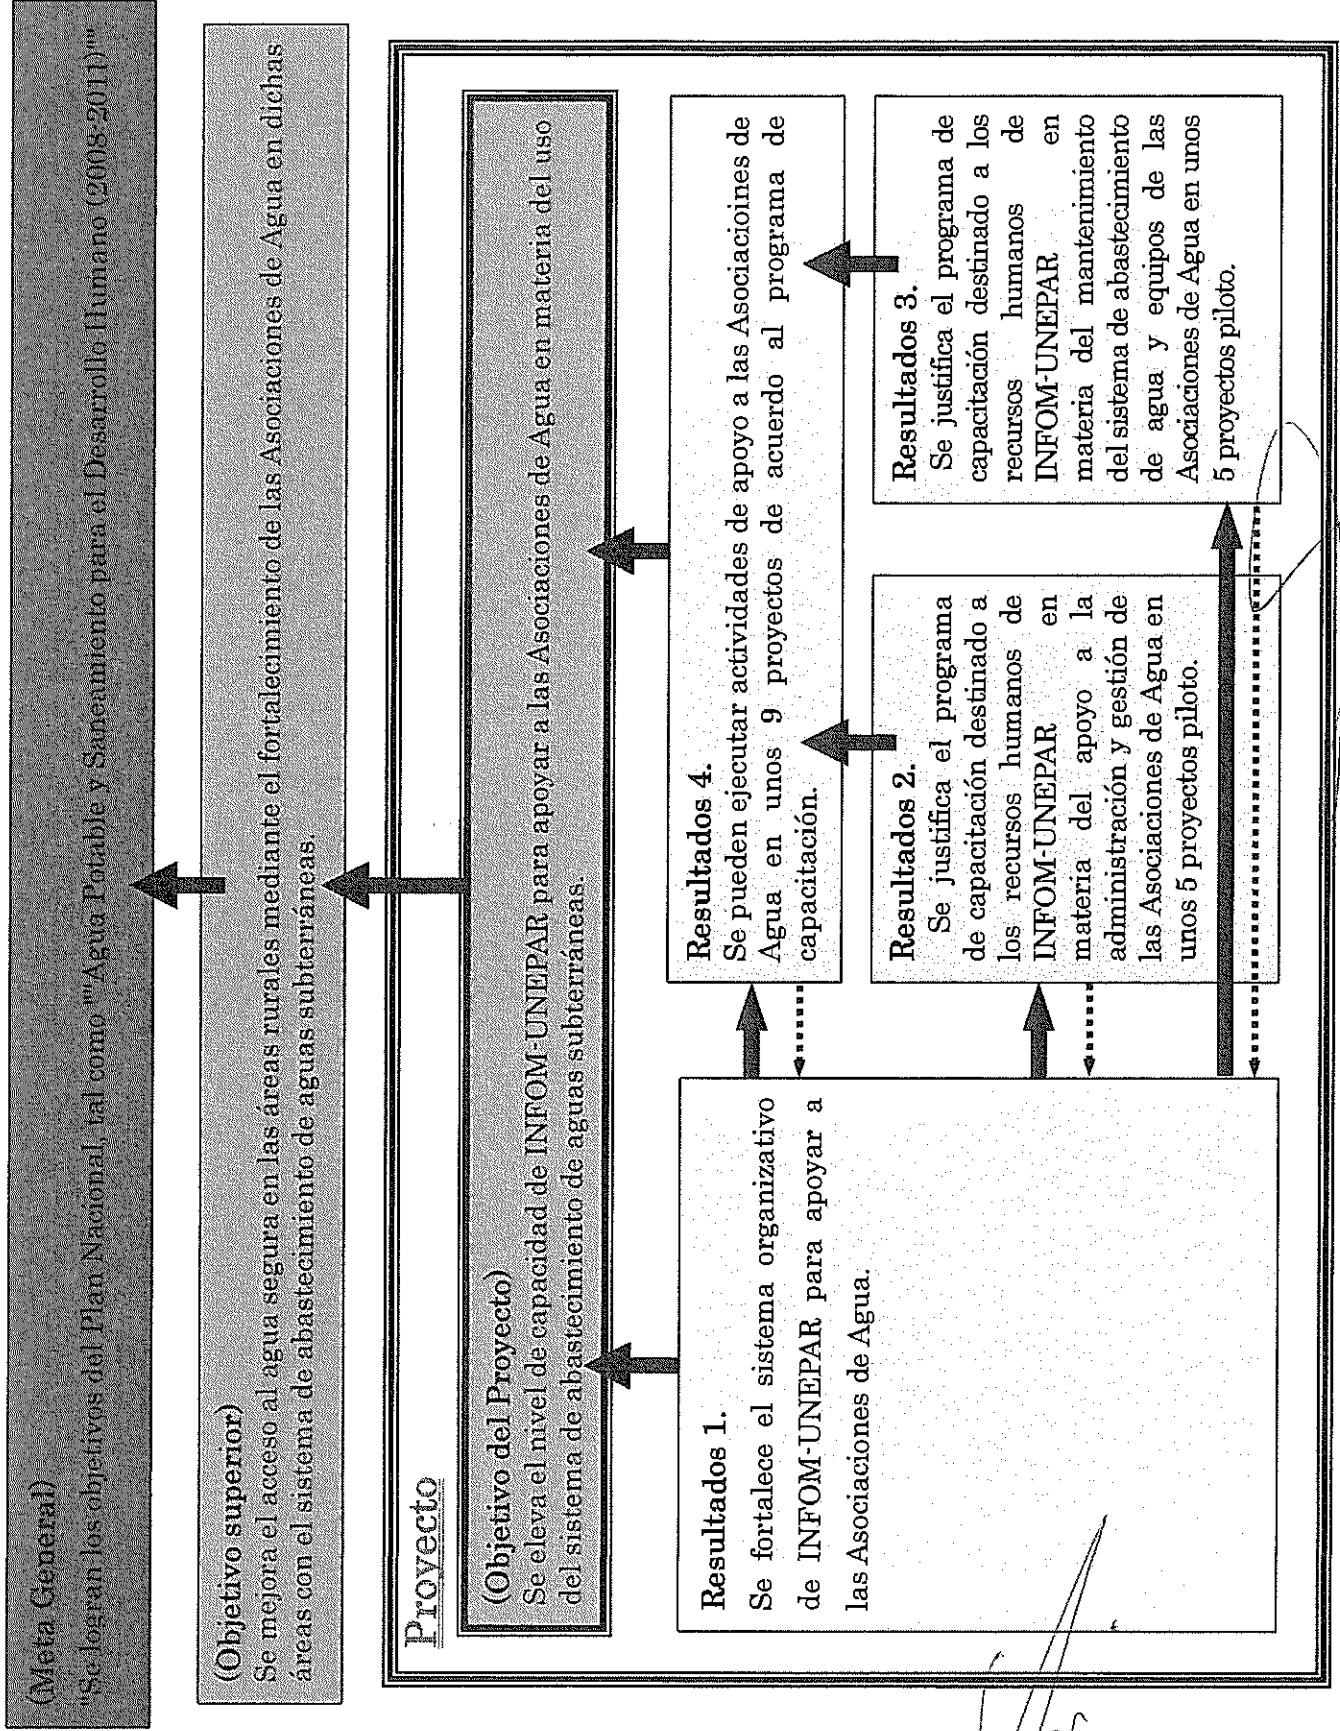 (Meta General)
"Se logran los objetivos del Plan Nacional, tal como ""Agua Potable y Saneamiento para el Desarrollo Humano (2008-2011)""
(Objetivo superior)
Se mejora el acceso al agua segura en las áreas rurales mediante el fortalecimiento de las Asociaciones de Agua en dichas
áreas con el sistema de abastecimiento de aguas subterráneas.
Proyecto
(Objetivo del Proyecto)
Se eleva el nivel de capacidad de INFOM-UNEPAR para apoyar a las Asociaciones de Agua en materia del uso
del sistema de abastecimiento de aguas subterráneas.
Resultados 1.
Se fortalece el sistema organizativo
de INFOM-UNEPAR para apoyar a
las Asociaciones de Agua.
Resultados 4.
Se pueden ejecutar actividades de apoyo a las Asociacioines de
Agua en unos 9 proyectos de acuerdo al programa de
capacitación.
Resultados 2.
Se justifica el programa
de capacitación destinado a
los recursos humanos de
INFOM-UNEPAR en
materia del apoyo a la
administración y gestión de
las Asociaciones de Agua en
unos 5 proyectos piloto.
Resultados 3.
Se justifica el programa de
capacitación destinado a los
recursos humanos de
INFOM-UNEPAR en
materia del mantenimiento
del sistema de abastecimiento
de agua y equipos de las
Asociaciones de Agua en unos
5 proyectos piloto.